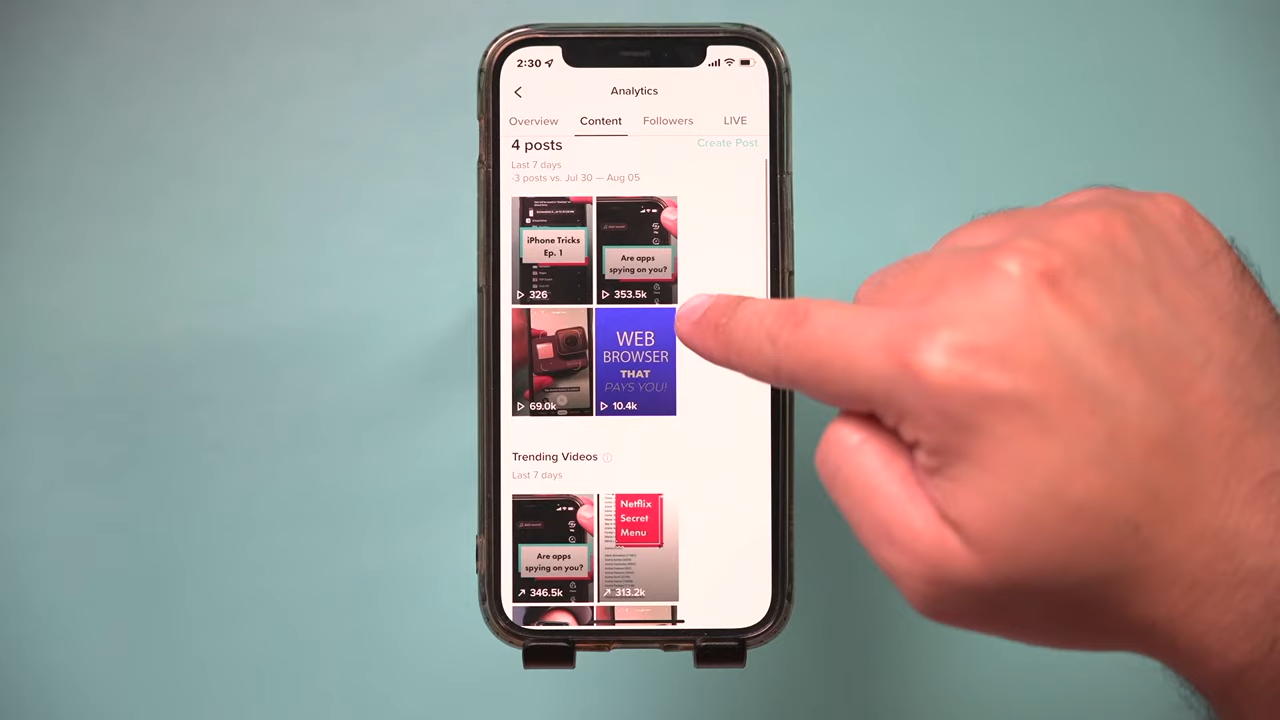 2:30
Analytics
Overview Content Followers LIVE
4 posts Create Post
Last 7 days
-3 posts vs. Jul 30 — Aug 05
iPhone Tricks
Ep. 1
326
Are apps
spying on you?
353.5k
69.0k
WEB
BROWSER
THAT
PAYS YOU!
10.4k
Trending Videos
Last 7 days
Are apps
spying on you?
346.5k
Netflix
Secret
Menu
313.2k